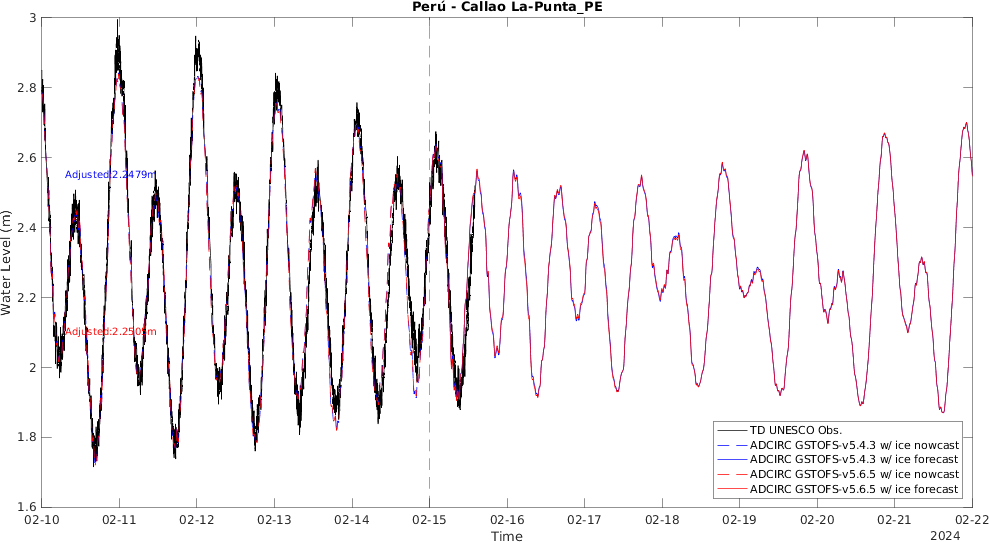 Perú - Callao La-Punta_PE
3
2.8
2.6
2.4
2.2
2
1.8
1.6
Water Level (m)
Adjusted:2.2479m
Adjusted:2.2505m
TD UNESCO Obs.
ADCIRC GSTOFS-v5.4.3 w/ ice nowcast
ADCIRC GSTOFS-v5.4.3 w/ ice forecast
ADCIRC GSTOFS-v5.6.5 w/ ice nowcast
ADCIRC GSTOFS-v5.6.5 w/ ice forecast
02-10 02-11 02-12 02-13 02-14 02-15 02-16 02-17 02-18 02-19 02-20 02-21 02-22
Time
2024